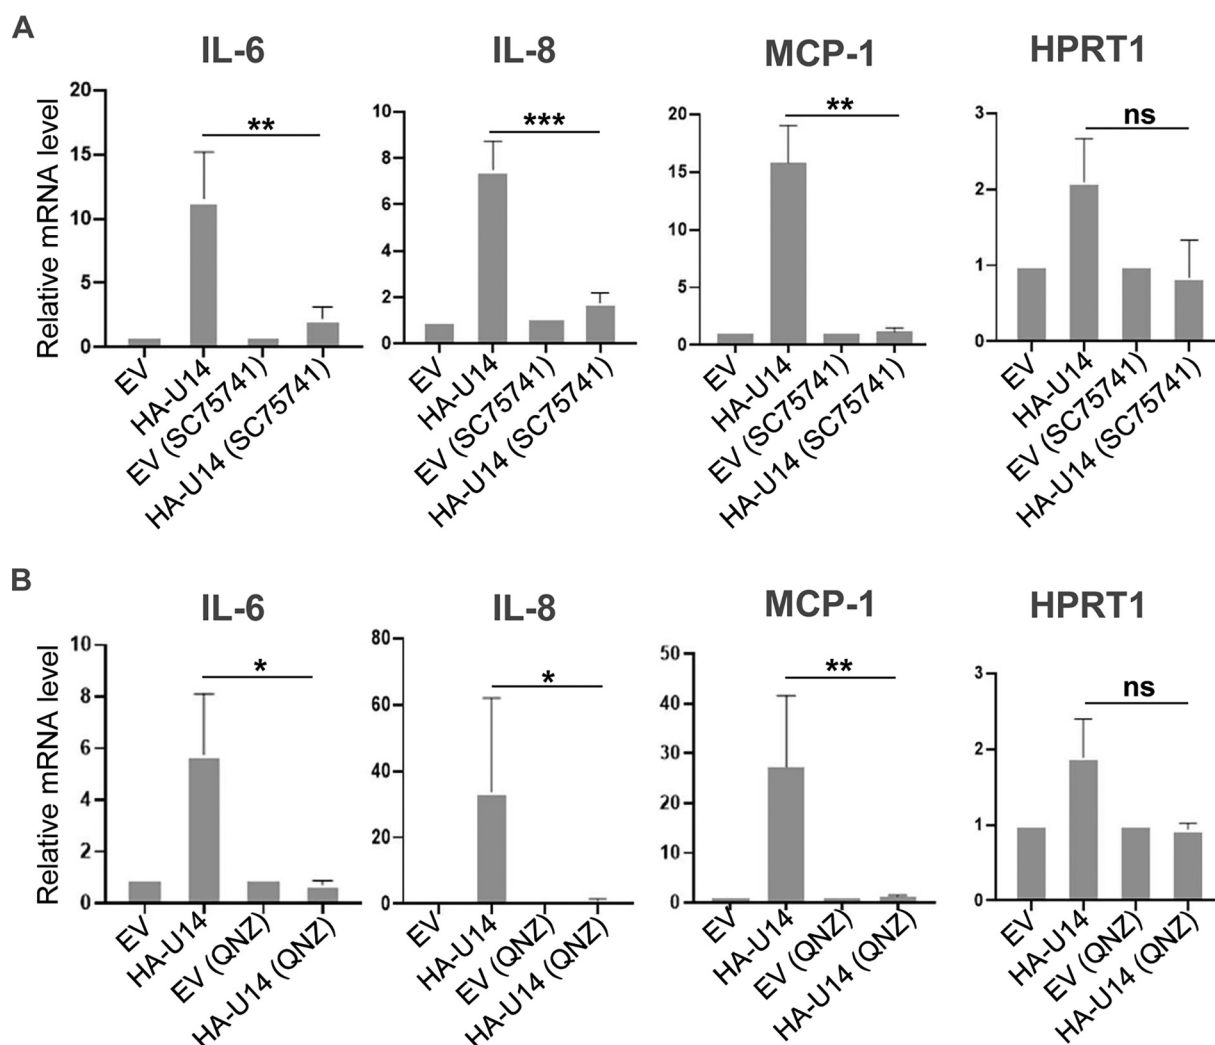 A
IL-6
IL-8
MCP-1
HPRT1
Relative mRNA level
20
15
10
5
0
**
EV
HA-U14
EV (SC75741)
HA-U14 (SC75741)
10
8
6
4
2
0
***
EV
HA-U14
EV (SC75741)
HA-U14 (SC75741)
20
15
10
5
0
**
EV
HA-U14
EV (SC75741)
HA-U14 (SC75741)
3
2
1
0
ns
EV
HA-U14
EV (SC75741)
HA-U14 (SC75741)
B
IL-6
IL-8
MCP-1
HPRT1
Relative mRNA level
10
8
6
4
2
0
*
EV
HA-U14
EV (QNZ)
HA-U14 (QNZ)
80
60
40
20
0
*
EV
HA-U14
EV (QNZ)
HA-U14 (QNZ)
50
40
30
20
10
0
**
EV
HA-U14
EV (QNZ)
HA-U14 (QNZ)
3
2
1
0
ns
EV
HA-U14
EV (QNZ)
HA-U14 (QNZ)